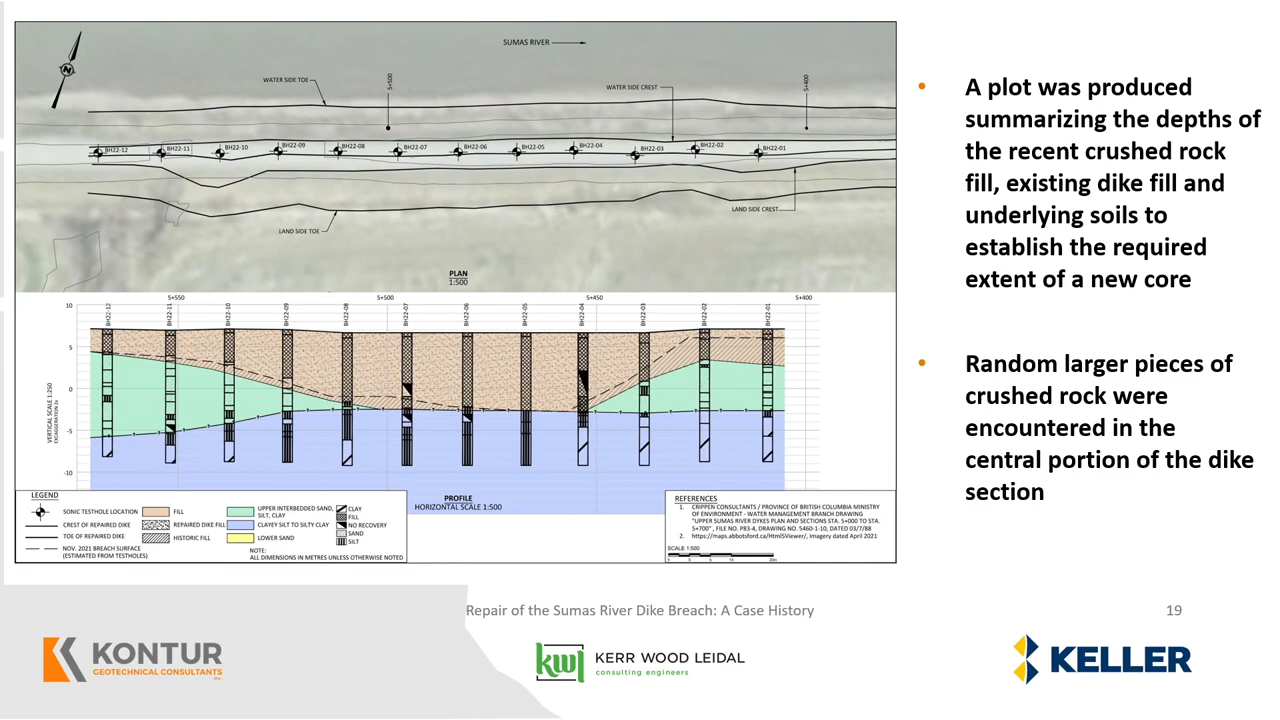 SUMAS RIVER
N
WATER SIDE TOE
5+500
WATER SIDE CREST
5+400
BH22-12
BH22-11
BH22-10
BH22-09
BH22-08
BH22-07
BH22-06
BH22-05
BH22-04
BH22-03
BH22-02
BH22-01
LAND SIDE CREST
LAND SIDE TOE
PLAN
1:500
5+550
5+500
5+450
5+400
BH22-12
BH22-11
BH22-10
BH22-09
BH22-08
BH22-07
BH22-06
BH22-05
BH22-04
BH22-03
BH22-02
BH22-01
10
5
0
-5
-10
VERTICAL SCALE 1:250
EXCAGGERATION 2x
PROFILE
HORIZONTAL SCALE 1:500
LEGEND
SONIC TESTHOLE LOCATION
CREST OF REPAIRED DIKE
TOE OF REPAIRED DIKE
NOV. 2021 BREACH SURFACE
(ESTIMATED FROM TESTHOLES)
FILL
REPAIRED DIKE FILL
HISTORIC FILL
UPPER INTERBEDDED SAND,
SILT, CLAY
CLAYEY SILT TO SILTY CLAY
LOWER SAND
CLAY
FILL
NO RECOVERY
SAND
SILT
NOTE:
ALL DIMENSIONS IN METRES UNLESS OTHERWISE NOTED
REFERENCES
1. CRIPPEN CONSULTANTS / PROVINCE OF BRITISH COLUMBIA MINISTRY
OF ENVIRONMENT - WATER MANAGEMENT BRANCH DRAWING
"UPPER SUMAS RIVER DYKES PLAN AND SECTIONS STA. 5+000 TO STA.
5+700", FILE NO. P83-4, DRAWING NO. 5460-1-10, DATED 03/7/88
2. https://maps.abbotsford.ca/Html5Viewer/, Imagery dated April 2021
SCALE 1:500
5 0 5 10 20m
• A plot was produced
summarizing the depths of
the recent crushed rock
fill, existing dike fill and
underlying soils to
establish the required
extent of a new core
• Random larger pieces of
crushed rock were
encountered in the
central portion of the dike
section
Repair of the Sumas River Dike Breach: A Case History
19
KONTUR
GEOTECHNICAL CONSULTANTS
INC.
kwl
KERR WOOD LEIDAL
consulting engineers
KELLER